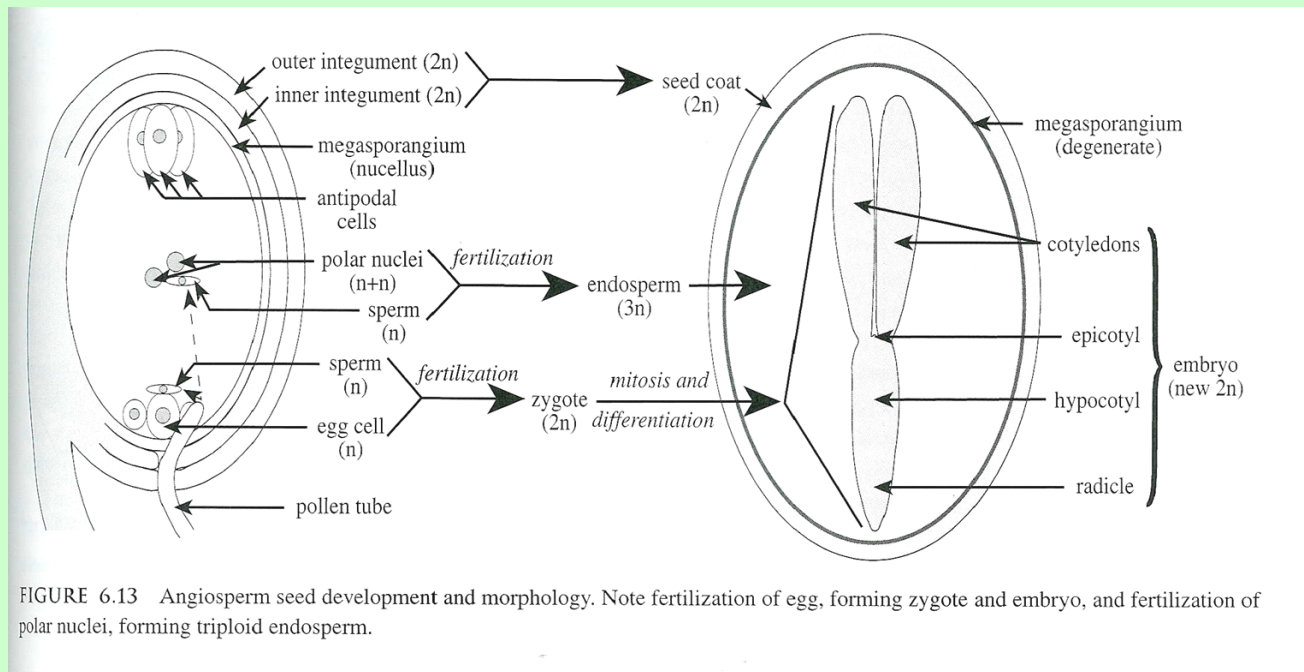 outer integument (2n)
inner integument (2n)
megasporangium
(nucellus)
antipodal
cells
polar nuclei
(n+n)
sperm
(n)
sperm
(n)
egg cell
(n)
pollen tube
fertilization
fertilization
endosperm
(3n)
zygote
(2n)
mitosis and
differentiation
seed coat
(2n)
megasporangium
(degenerate)
cotyledons
epicotyl
hypocotyl
radicle
embryo
(new 2n)
FIGURE 6.13 Angiosperm seed development and morphology. Note fertilization of egg, forming zygote and embryo, and fertilization of
polar nuclei, forming triploid endosperm.